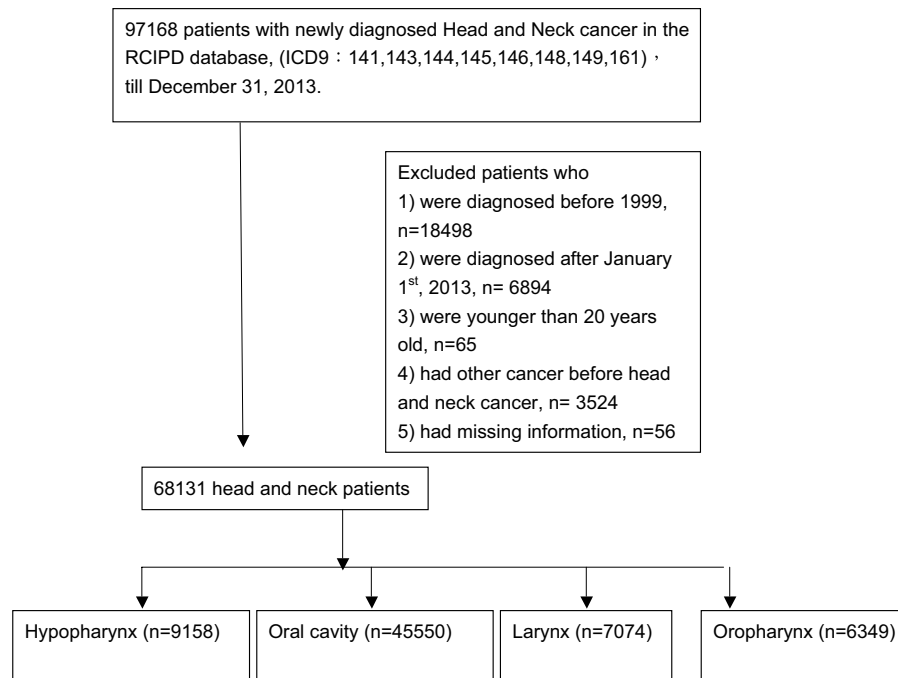 97168 patients with newly diagnosed Head and Neck cancer in the
RCIPD database, (ICD9：141,143,144,145,146,148,149,161)，
till December 31, 2013.
Excluded patients who
1) were diagnosed before 1999,
n=18498
2) were diagnosed after January
1st, 2013, n= 6894
3) were younger than 20 years
old, n=65
4) had other cancer before head
and neck cancer, n= 3524
5) had missing information, n=56
68131 head and neck patients
Hypopharynx (n=9158)
Oral cavity (n=45550)
Larynx (n=7074)
Oropharynx (n=6349)